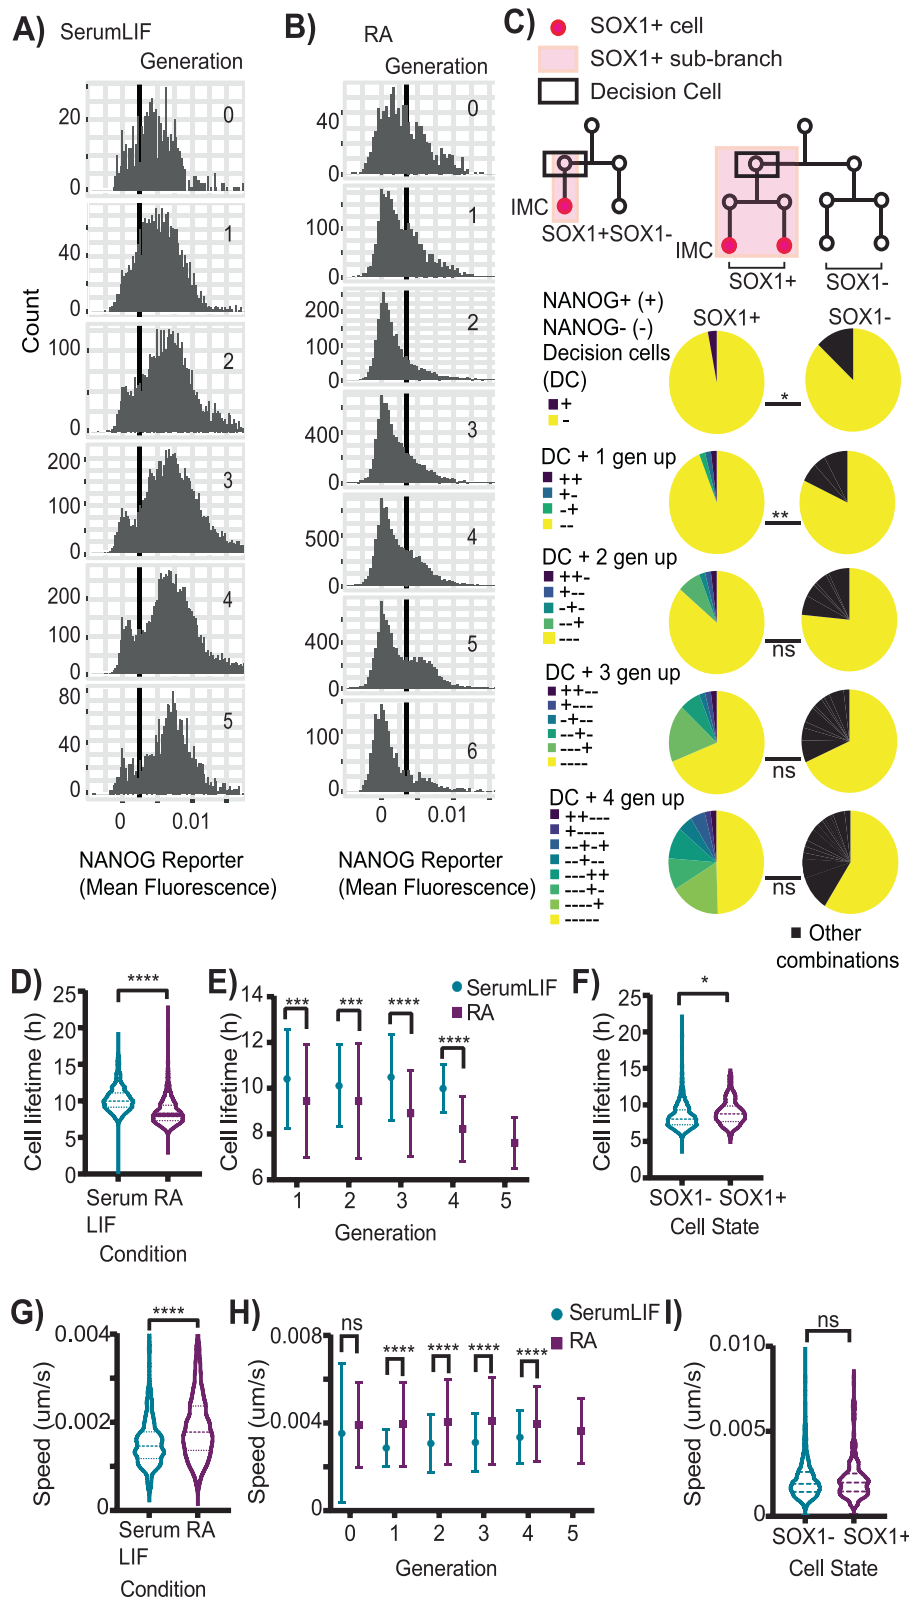 A) SerumLIF
Generation
20
0
0
40
0
1
100
0
2
200
100
0
3
200
100
0
4
80
40
0
5
Count
0 0.01
NANOG Reporter
(Mean Fluorescence)
B) RA
Generation
40
0
0
100
0
1
200
100
0
2
400
0
3
500
0
4
400
0
5
100
0
6
0 0.01
NANOG Reporter
(Mean Fluorescence)
C)
SOX1+ cell
SOX1+ sub-branch
Decision Cell
IMC
SOX1+SOX1-
IMC
SOX1+ SOX1-
NANOG+ (+)
NANOG- (-)
Decision cells
(DC)
+
-
SOX1+ SOX1-
*
DC + 1 gen up
++
+-
-+
--
**
DC + 2 gen up
++-
+--
-+-
--+
---
ns
DC + 3 gen up
++--
+----
-+--
--+-
---+
----
ns
DC + 4 gen up
++---
+----
--+-+
--+--
---++
---+-
----+
-----
ns
Other
combinations
D)
25
20
15
10
5
0
Cell lifetime (h)
****
Serum RA
LIF
Condition
E)
14
12
10
8
6
Cell lifetime (h)
*** *** **** ****
SerumLIF
RA
1 2 3 4 5
Generation
F)
25
20
15
10
5
0
Cell lifetime (h)
*
SOX1- SOX1+
Cell State
G)
0.004
0.002
0
Speed (um/s)
****
Serum RA
LIF
Condition
H)
0.008
0.004
0
Speed (um/s)
ns **** **** **** ****
SerumLIF
RA
0 1 2 3 4 5
Generation
I)
0.010
0.005
0
Speed (um/s)
ns
SOX1- SOX1+
Cell State